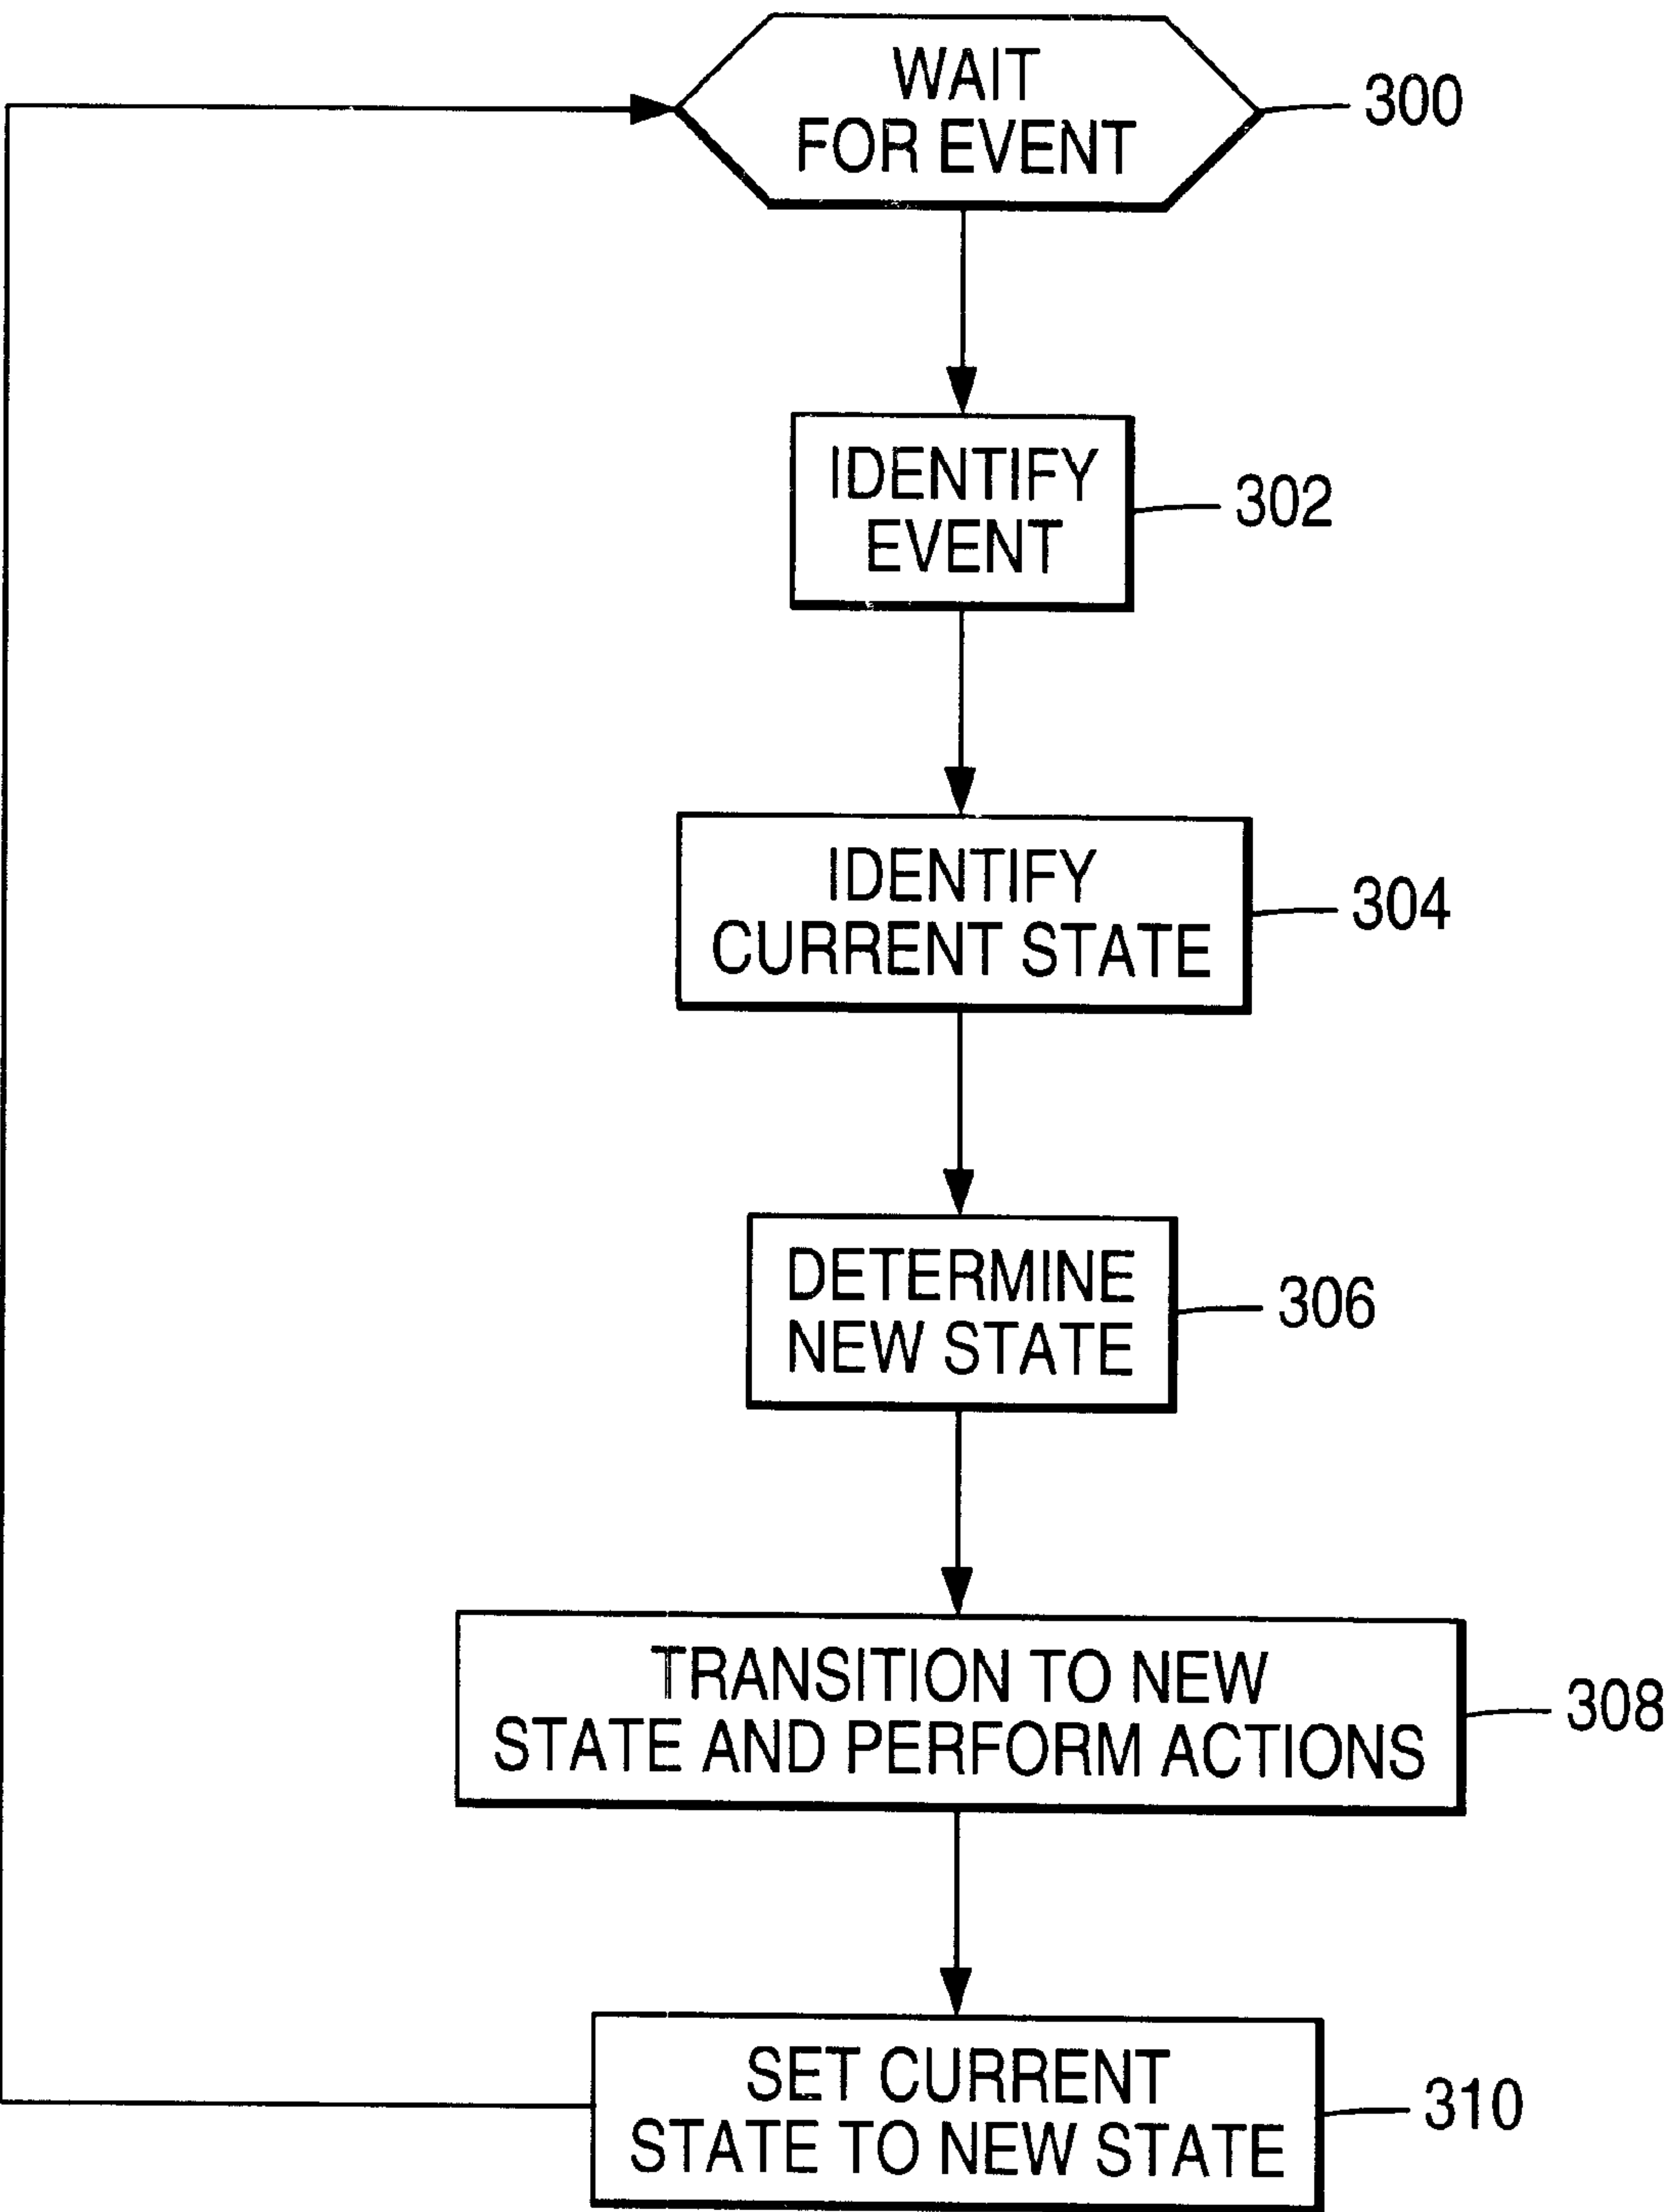 WAIT
FOR EVENT
300
IDENTIFY
EVENT
302
IDENTIFY
CURRENT STATE
304
DETERMINE
NEW STATE
306
TRANSITION TO NEW
STATE AND PERFORM ACTIONS
308
SET CURRENT
STATE TO NEW STATE
310